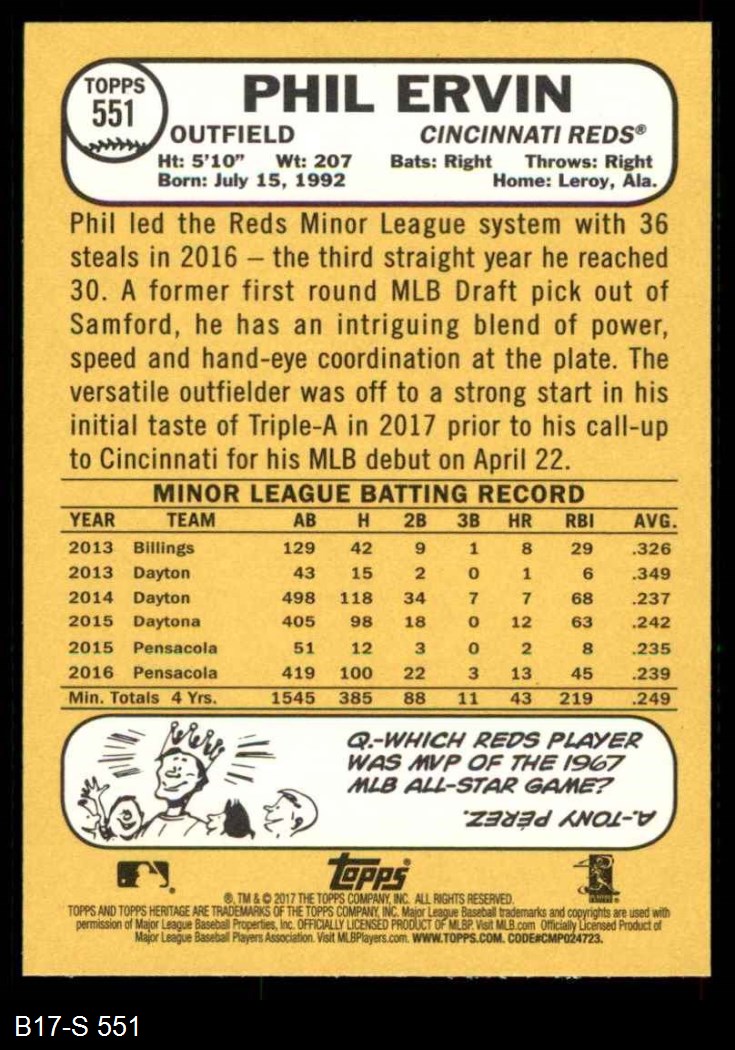 TOPPS
551
PHIL ERVIN
OUTFIELD CINCINNATI REDS®
Ht: 5'10" Wt: 207 Bats: Right Throws: Right
Born: July 15, 1992 Home: Leroy, Ala.
Phil led the Reds Minor League system with 36
steals in 2016 – the third straight year he reached
30. A former first round MLB Draft pick out of
Samford, he has an intriguing blend of power,
speed and hand-eye coordination at the plate. The
versatile outfielder was off to a strong start in his
initial taste of Triple-A in 2017 prior to his call-up
to Cincinnati for his MLB debut on April 22.
MINOR LEAGUE BATTING RECORD
YEAR TEAM AB H 2B 3B HR RBI AVG.
2013 Billings 129 42 9 1 8 29 .326
2013 Dayton 43 15 2 0 1 6 .349
2014 Dayton 498 118 34 7 7 68 .237
2015 Daytona 405 98 18 0 12 63 .242
2015 Pensacola 51 12 3 0 2 8 .235
2016 Pensacola 419 100 22 3 13 45 .239
Min. Totals 4 Yrs. 1545 385 88 11 43 219 .249
Q.-WHICH REDS PLAYER
WAS MVP OF THE 1967
MLB ALL-STAR GAME?
A-TONY PÉREZ.
REDS
topps®
®, TM & © 2017 THE TOPPS COMPANY, INC. ALL RIGHTS RESERVED.
TOPPS AND TOPPS HERITAGE ARE TRADEMARKS OF THE TOPPS COMPANY, INC. Major League Baseball trademarks and copyrights are used with
permission of Major League Baseball Properties, Inc. OFFICIALLY LICENSED PRODUCT OF MLBP. Visit MLB.com Officially Licensed Product of
Major League Baseball Players Association. Visit MLBPlayers.com. WWW.TOPPS.COM. CODE#CMP024723.
B17-S 551